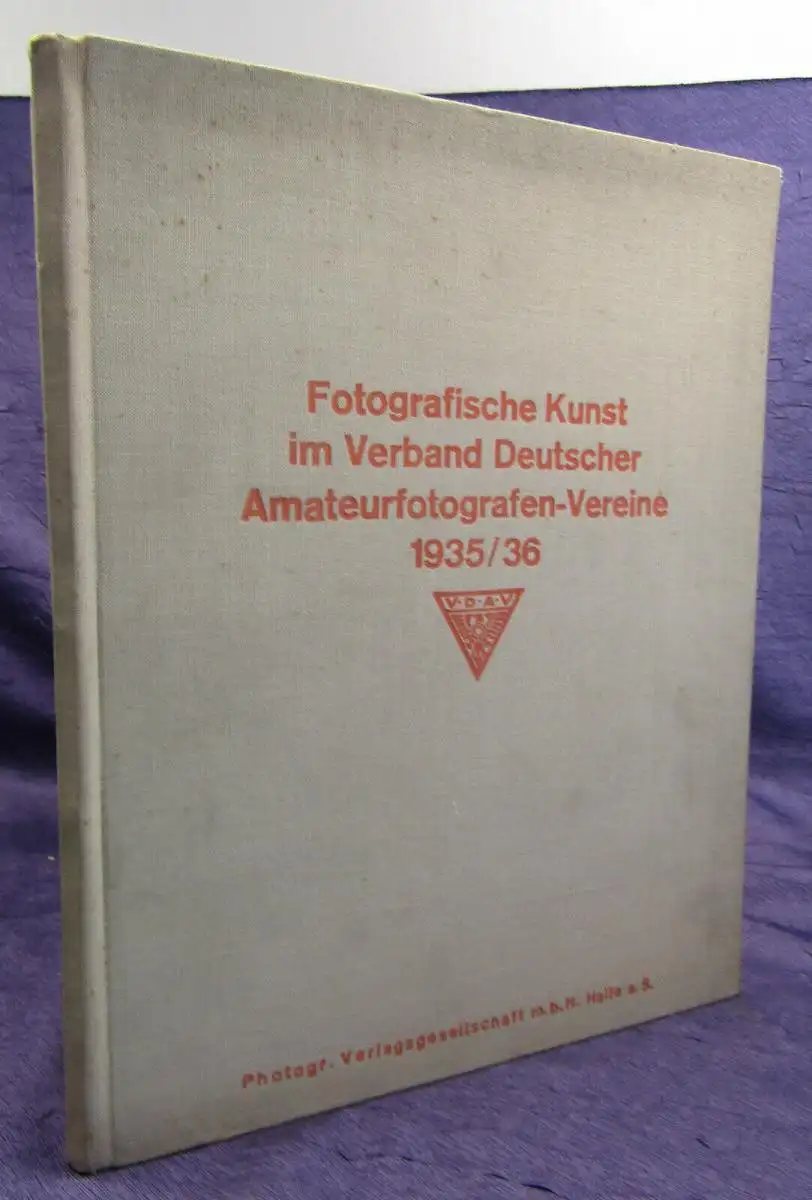 Fotografische Kunst
im Verband Deutscher
Amateurfotografen-Vereine
1935/36
V·D·A·V
Photogr. Verlagsgesellschaft m.b.H. Halle a.S.